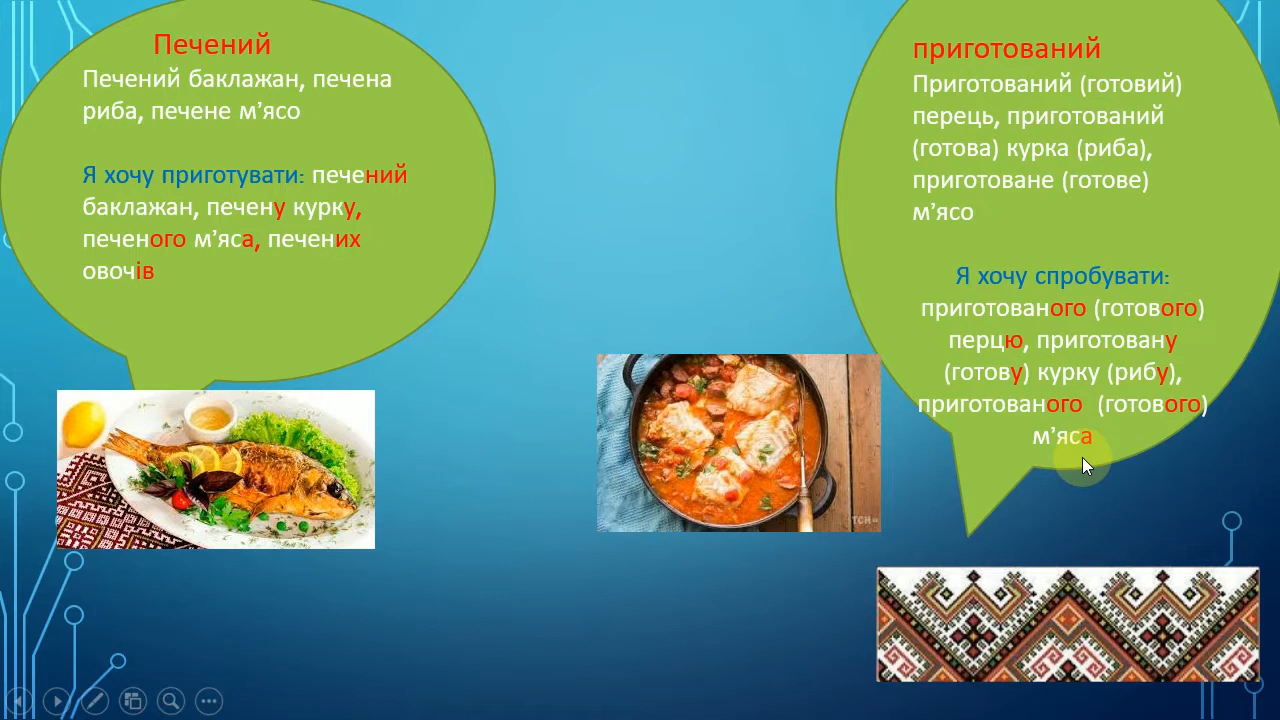 Печений
Печений баклажан, печена
риба, печене м’ясо
Я хочу приготувати: печений
баклажан, печену курку,
печеного м’яса, печених
овочів
приготований
Приготований (готовий)
перець, приготований
(готова) курка (риба),
приготоване (готове)
м’ясо
Я хочу спробувати:
приготованого (готового)
перцю, приготовану
(готову) курку (рибу),
приготованого (готового)
м’яса
ТСН